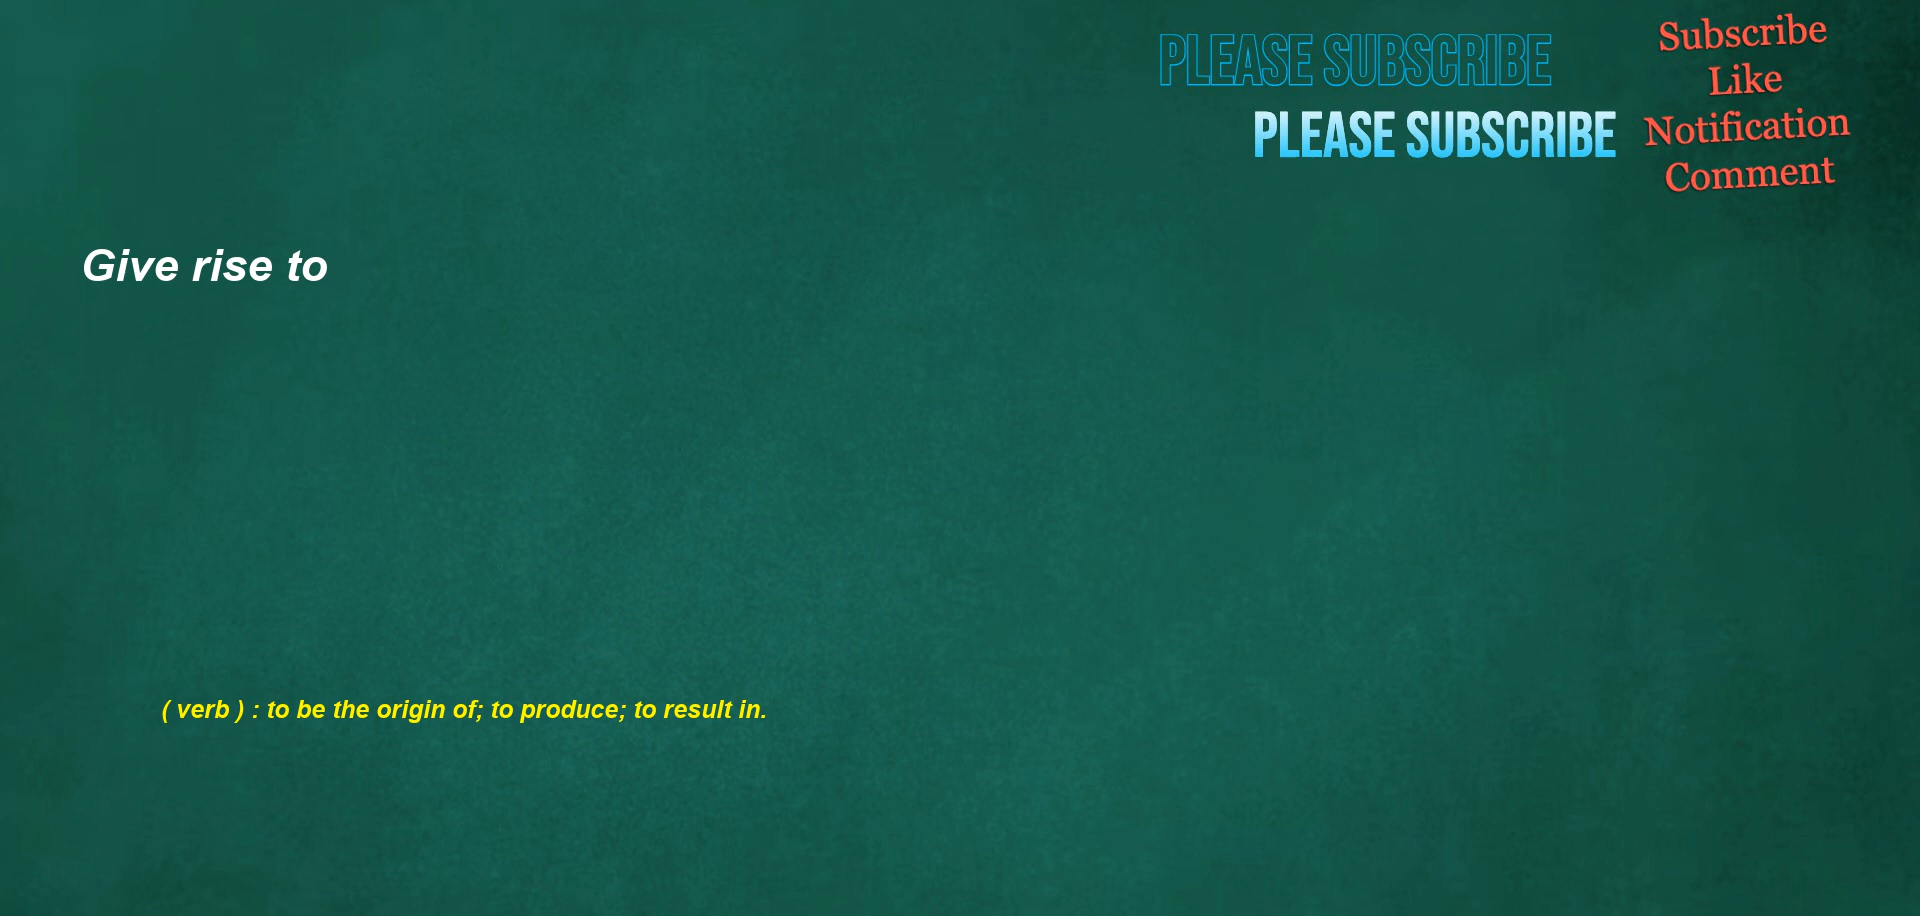 PLEASE SUBSCRIBE
PLEASE SUBSCRIBE
Subscribe
Like
Notification
Comment
Give rise to
( verb ) : to be the origin of; to produce; to result in.